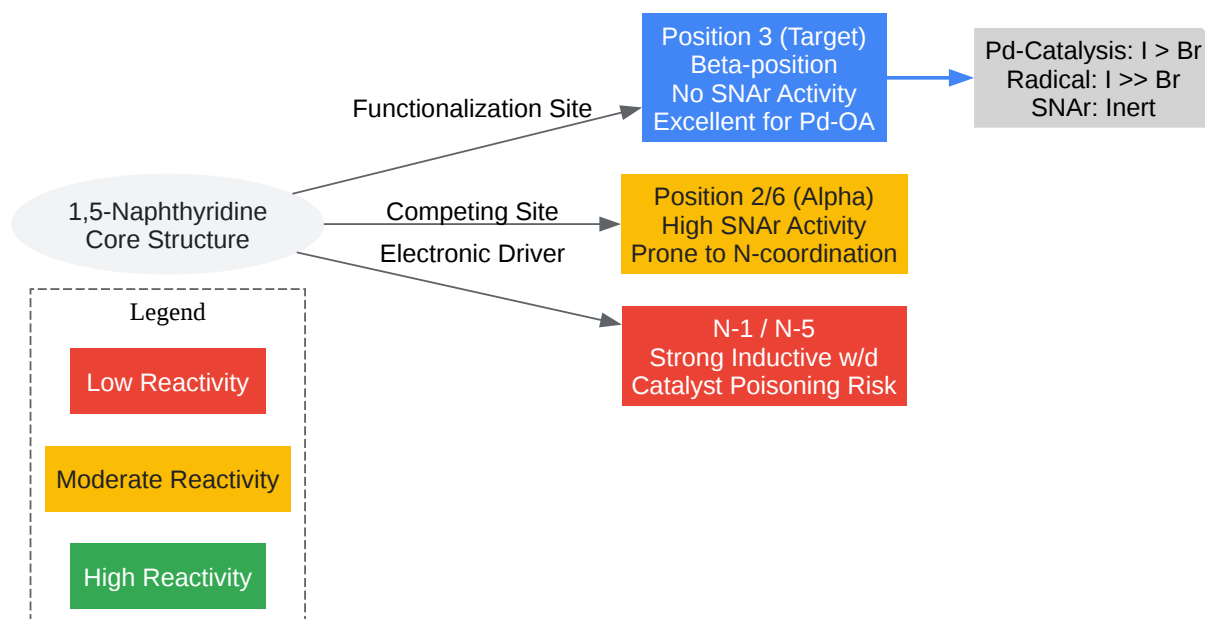 Position 3 (Target)
Beta-position
No SNAr Activity
Excellent for Pd-OA
Pd-Catalysis: I > Br
Radical: I >> Br
SNAr: Inert
Functionalization Site
1,5-Naphthyridine
Core Structure
Competing Site
Position 2/6 (Alpha)
High SNAr Activity
Prone to N-coordination
Electronic Driver
N-1 / N-5
Strong Inductive w/d
Catalyst Poisoning Risk
Legend
Low Reactivity
Moderate Reactivity
High Reactivity